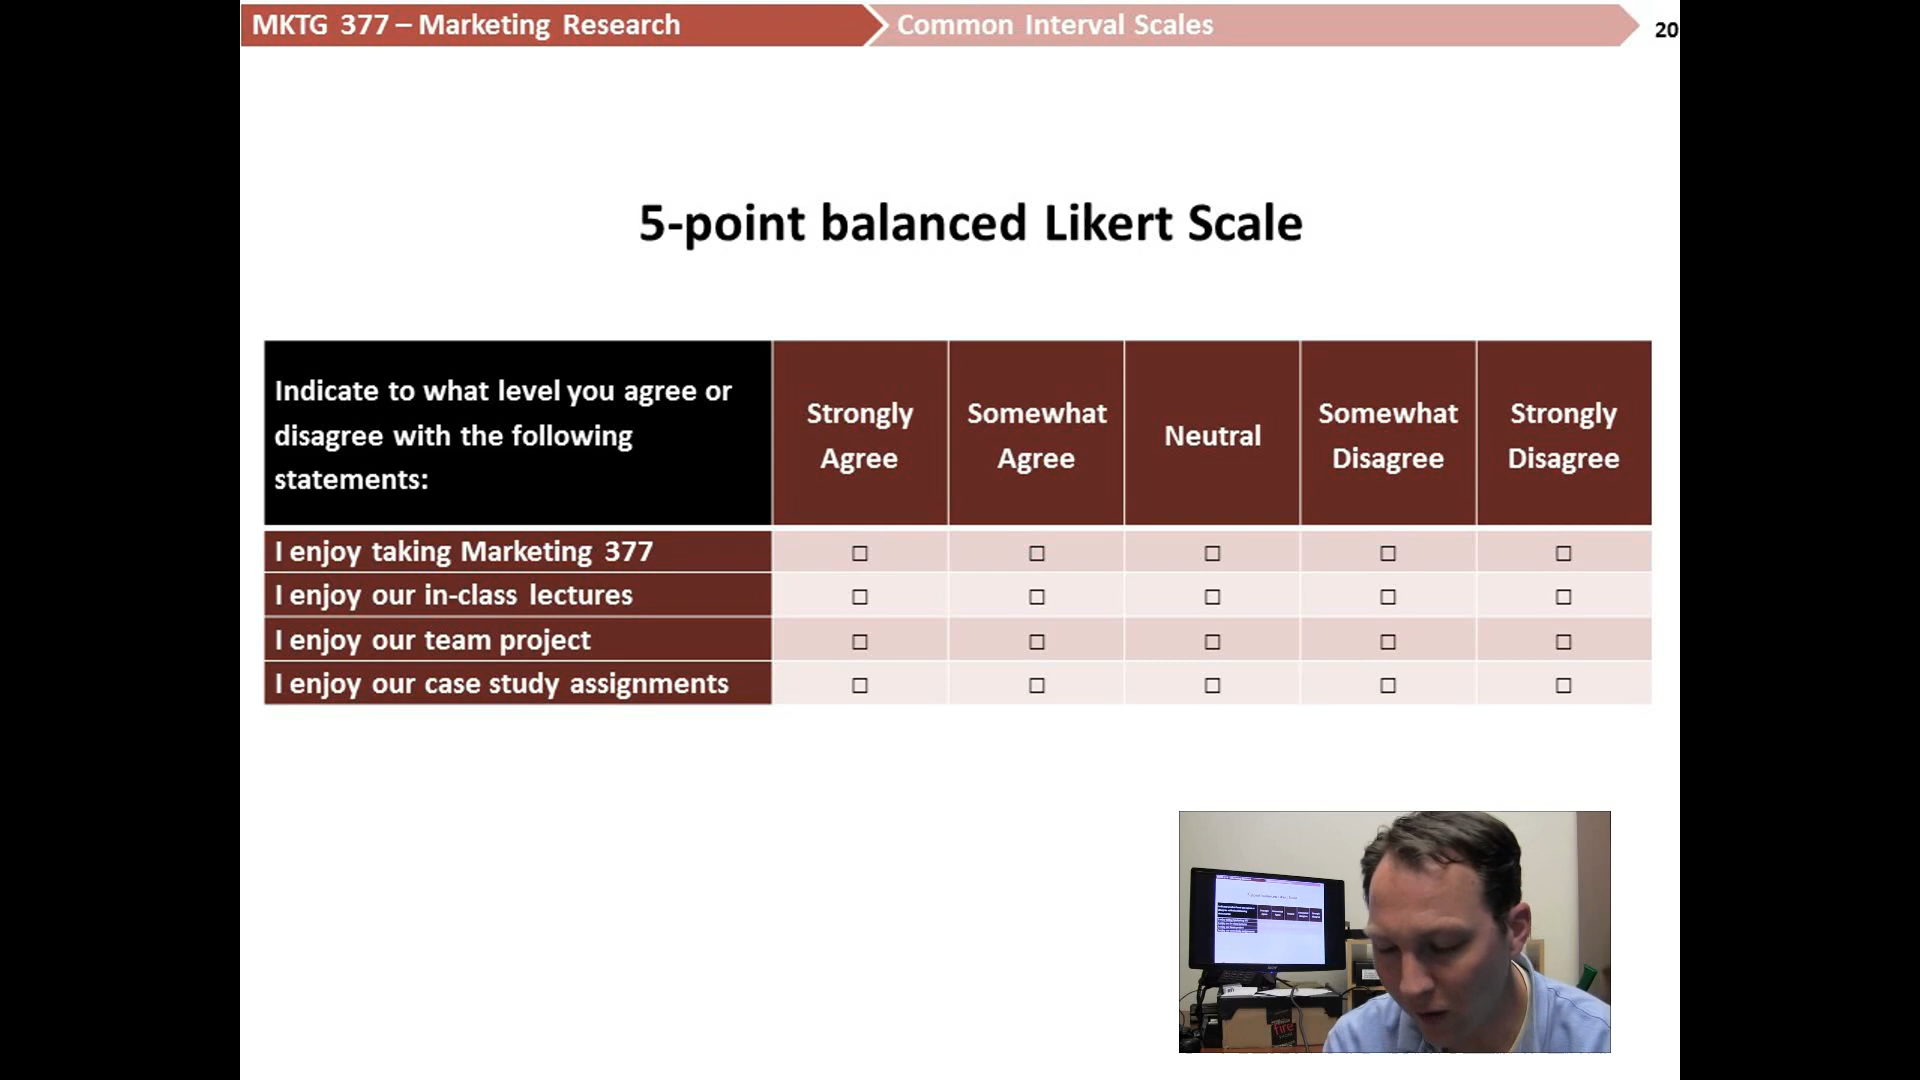 MKTG 377 – Marketing Research
Common Interval Scales
20
5-point balanced Likert Scale
Indicate to what level you agree or
disagree with the following
statements:
Strongly
Agree
Somewhat
Agree
Neutral
Somewhat
Disagree
Strongly
Disagree
I enjoy taking Marketing 377
I enjoy our in-class lectures
I enjoy our team project
I enjoy our case study assignments
fire